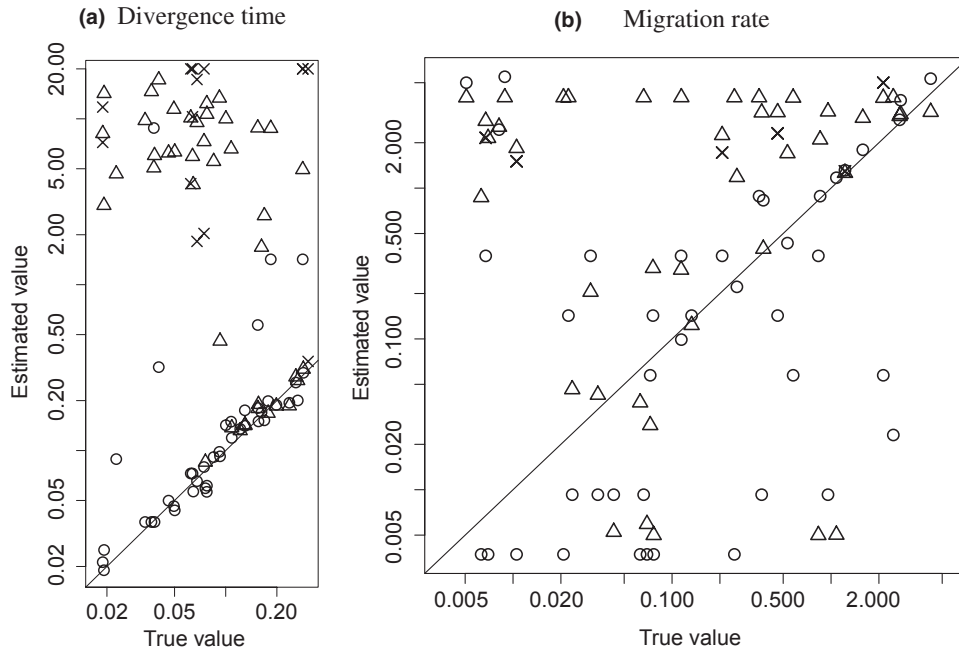 (a) Divergence time
20.00
5.00
2.00
0.50
0.20
0.05
0.02
Estimated value
0.02 0.05 0.20
True value
(b) Migration rate
2.000
0.500
0.100
0.020
0.005
Estimated value
0.005 0.020 0.100 0.500 2.000
True value